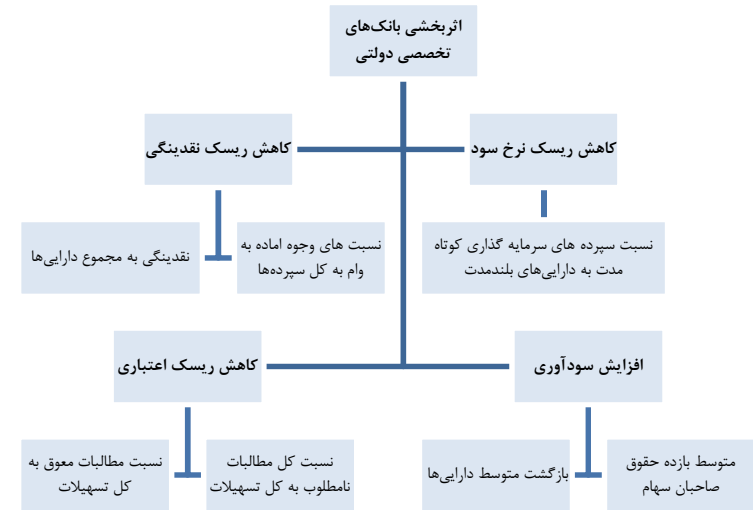 اثربخشی بانک‌های
تخصصی دولتی
کاهش ریسک نرخ سود
کاهش ریسک نقدینگی
نسبت سپرده های سرمایه گذاری کوتاه
مدت به دارایی‌های بلندمدت
نسبت های وجوه اماده به
وام به کل سپرده‌ها
نقدینگی به مجموع دارایی‌ها
افزایش سودآوری
کاهش ریسک اعتباری
متوسط بازده حقوق
صاحبان سهام
بازگشت متوسط دارایی‌ها
نسبت کل مطالبات
نامطلوب به کل تسهیلات
نسبت مطالبات معوق به
کل تسهیلات